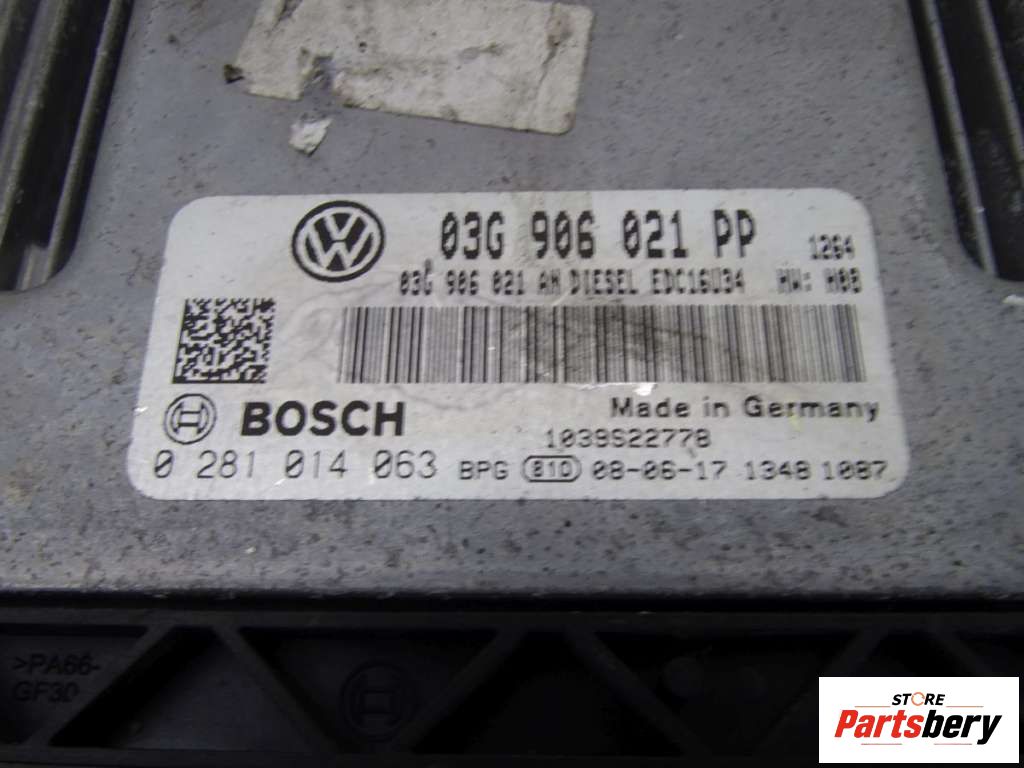 03G 906 021 PP 1264
03G 906 021 AN DIESEL EDC16U34 HW: H08
BOSCH Made in Germany
1039S22778
0 281 014 063 BPG 810 08-06-17 1348 1087
>PA66-
GF30
STORE
Partsbery